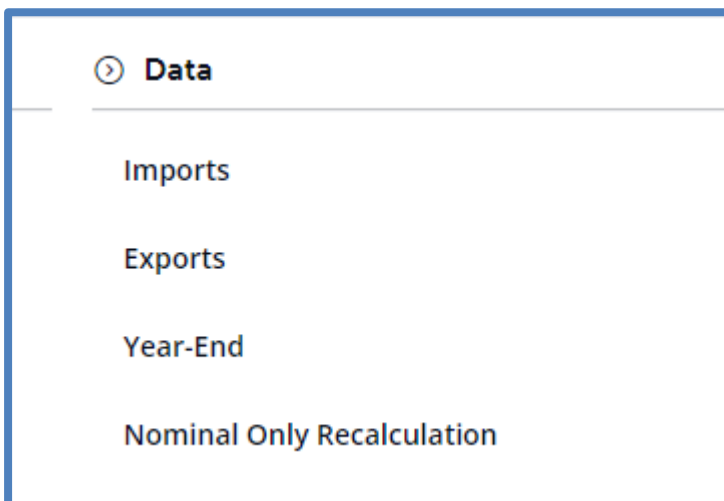 Data
Imports
Exports
Year-End
Nominal Only Recalculation